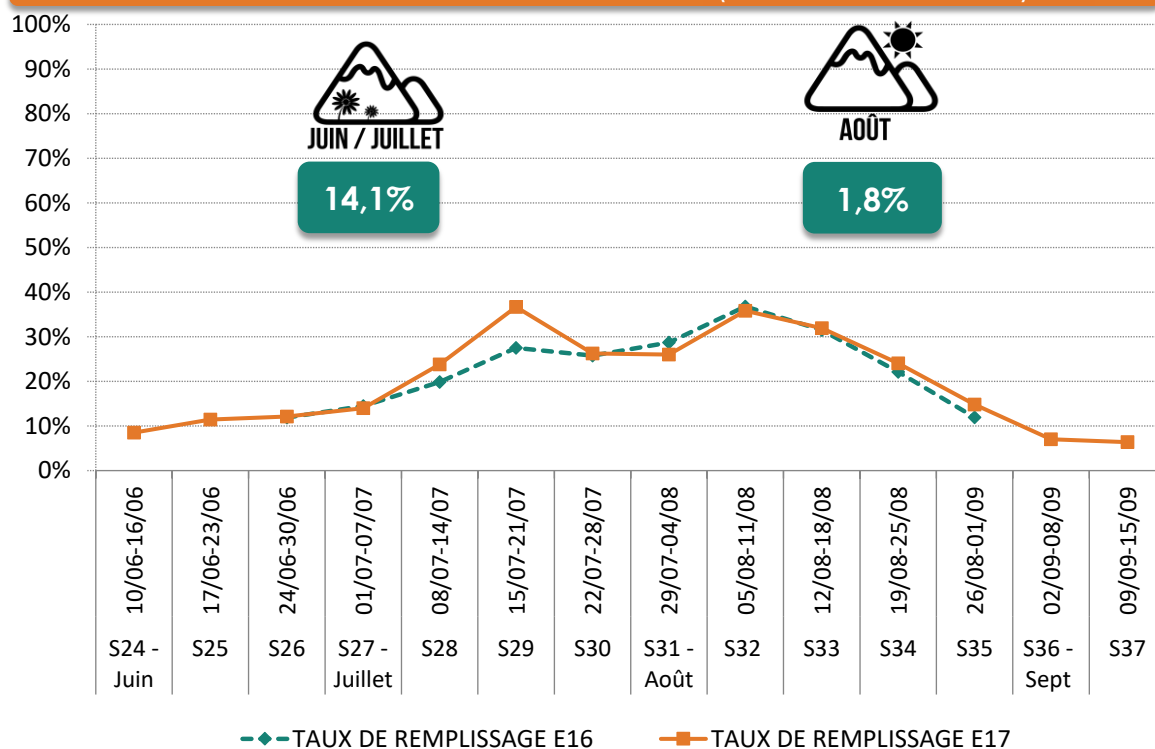 100%
90%
80%
70%
60%
50%
40%
30%
20%
10%
0%
JUIN / JUILLET
14,1%
AOÛT
1,8%
10/06-16/06
17/06-23/06
24/06-30/06
01/07-07/07
08/07-14/07
15/07-21/07
22/07-28/07
29/07-04/08
05/08-11/08
12/08-18/08
19/08-25/08
26/08-01/09
02/09-08/09
09/09-15/09
S24 -
Juin
S25
S26
S27 -
Juillet
S28
S29
S30
S31 -
Août
S32
S33
S34
S35
S36 -
Sept
S37
TAUX DE REMPLISSAGE E16
TAUX DE REMPLISSAGE E17